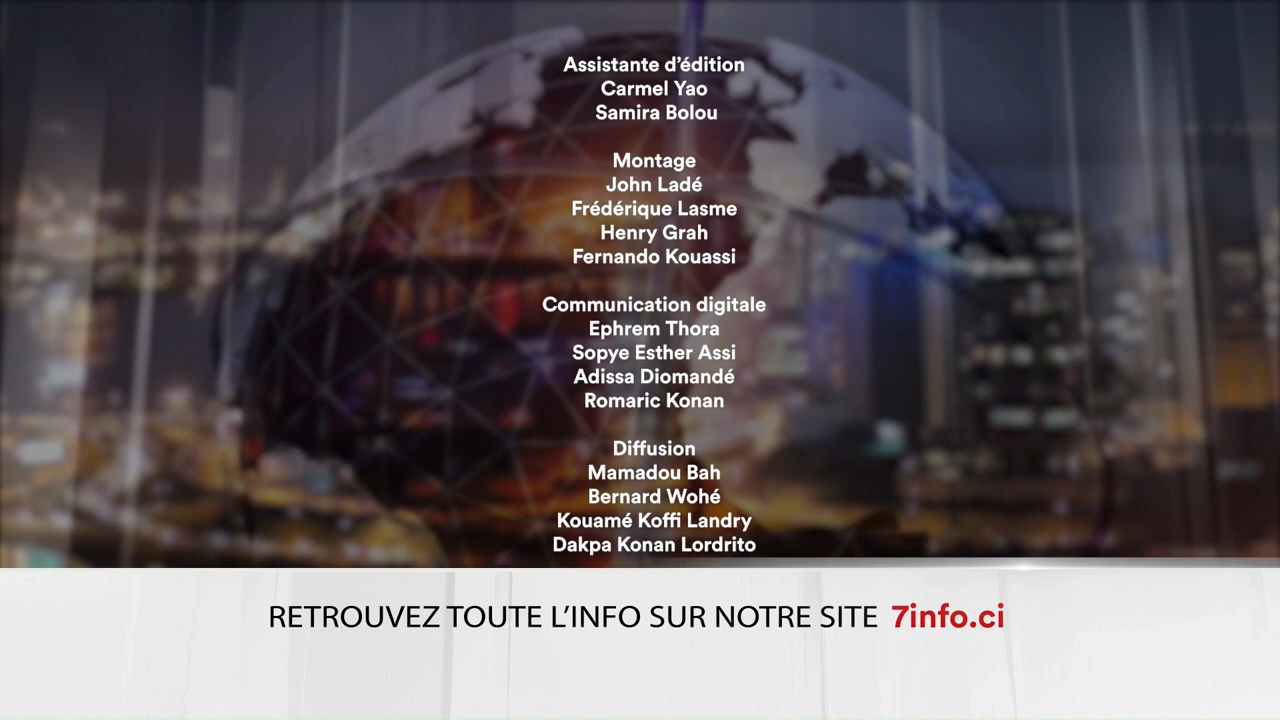 Assistante d'édition
Carmel Yao
Samira Bolou
Montage
John Ladé
Frédérique Lasme
Henry Grah
Fernando Kouassi
Communication digitale
Ephrem Thora
Sopye Esther Assi
Adissa Diomandé
Romaric Konan
Diffusion
Mamadou Bah
Bernard Wohé
Kouamé Koffi Landry
Dakpa Konan Lordrito
RETROUVEZ TOUTE L'INFO SUR NOTRE SITE 7info.ci